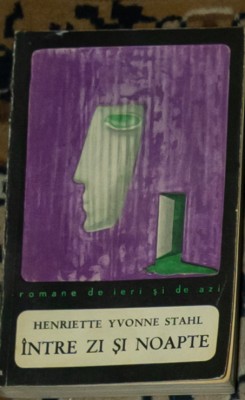 romane de ieri și de azi
HENRIETTE YVONNE STAHL
ÎNTRE ZI ȘI NOAPTE